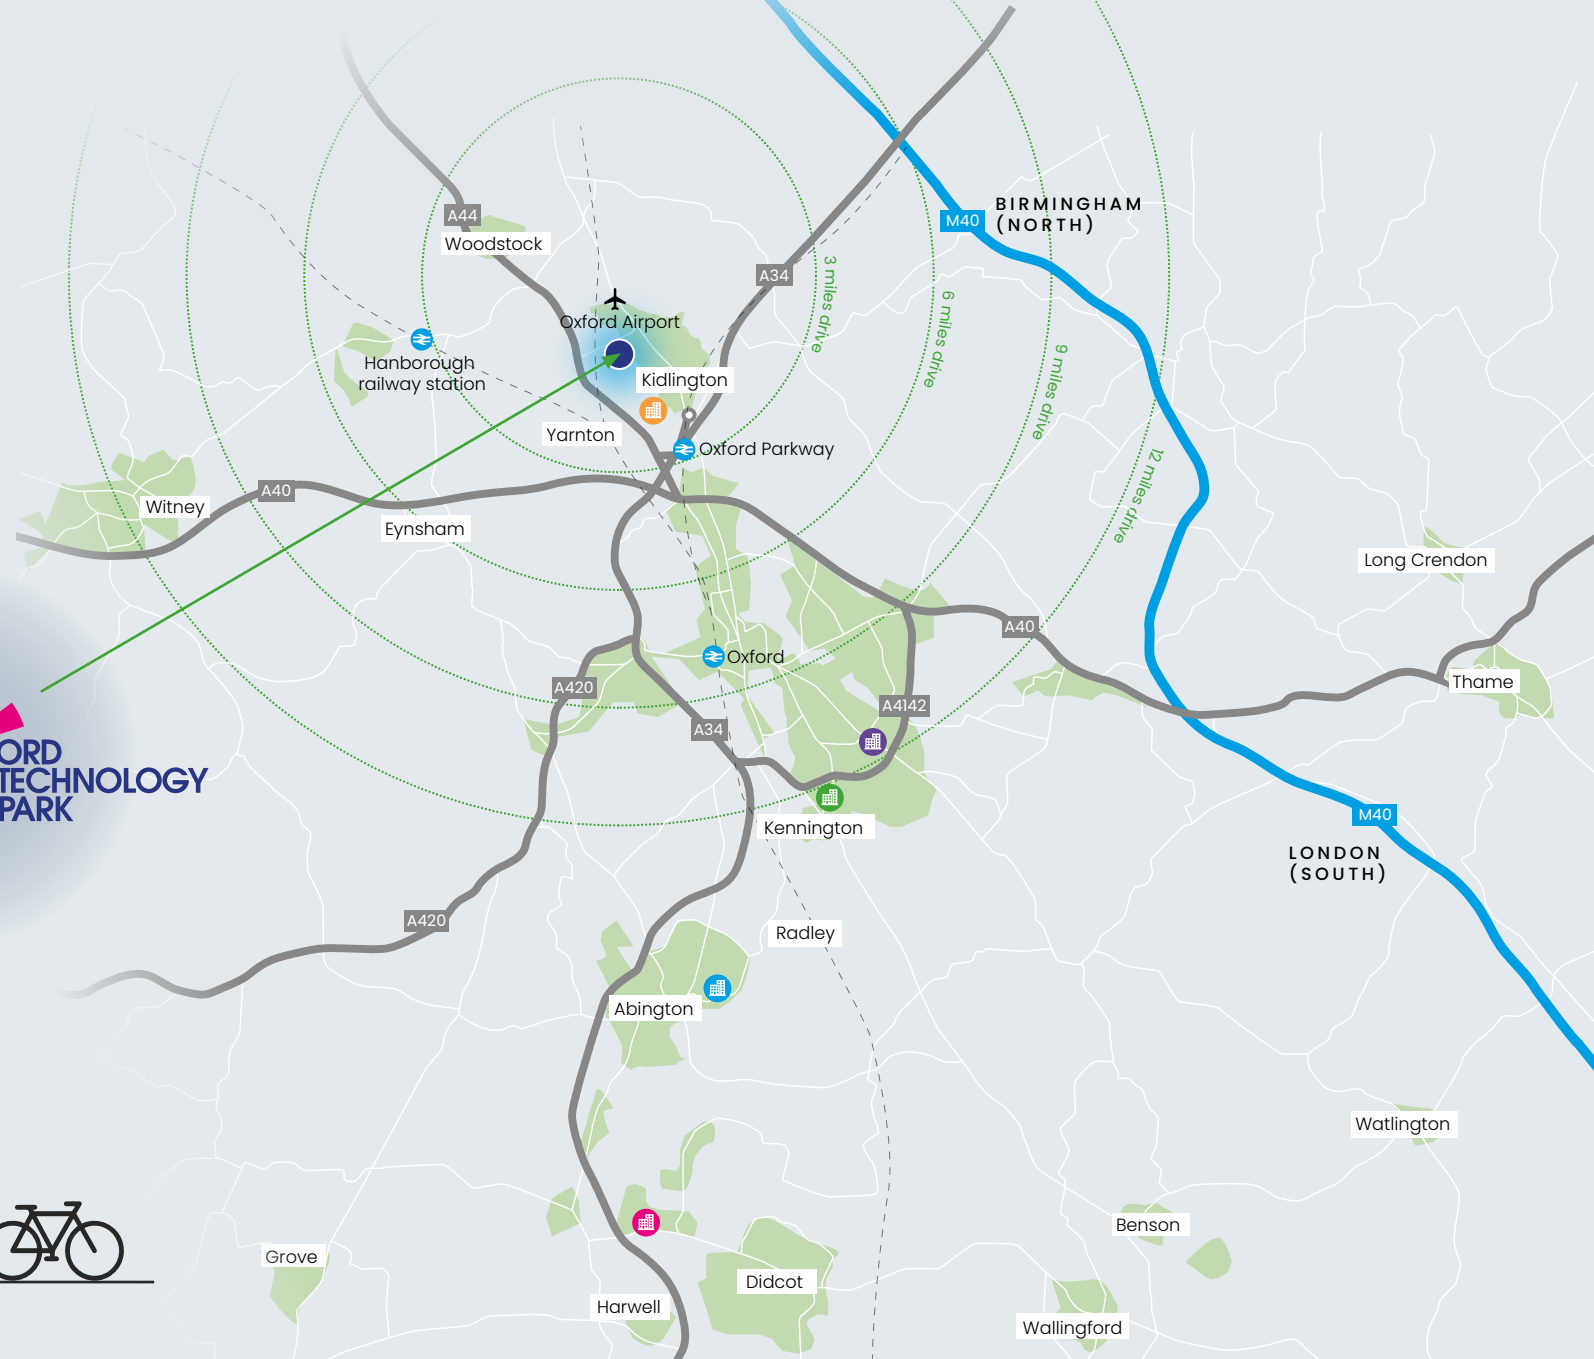 BIRMINGHAM
(NORTH)
M40
A44
Woodstock
A34
3 miles drive
6 miles drive
9 miles drive
12 miles drive
Oxford Airport
Hanborough
railway station
Kidlington
Yarnton
Oxford Parkway
A40
Witney
Eynsham
Long Crendon
A40
Oxford
A420
Thame
A4142
A34
ORD
TECHNOLOGY
PARK
M40
Kennington
LONDON
(SOUTH)
A420
Radley
Abington
Watlington
Benson
Grove
Didcot
Harwell
Wallingford